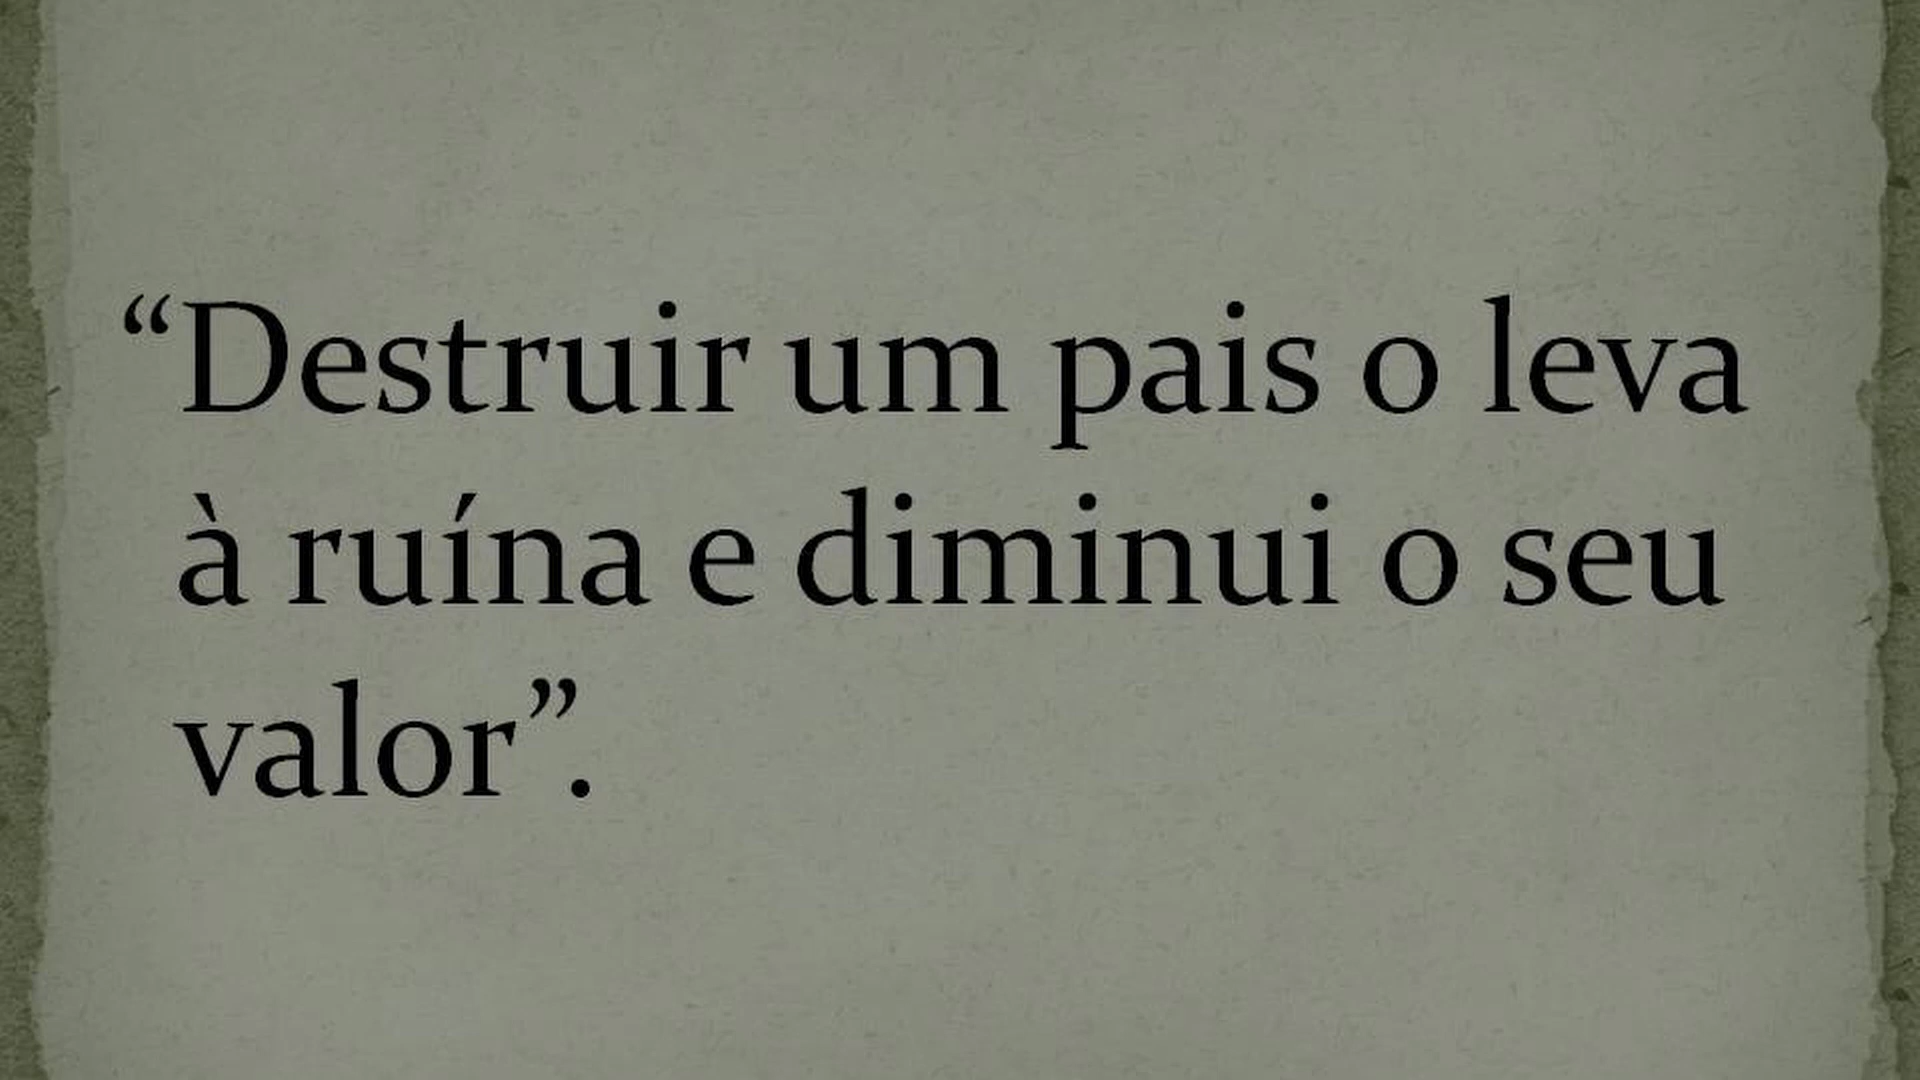 “Destruir um pais o leva
à ruína e diminui o seu
valor”.